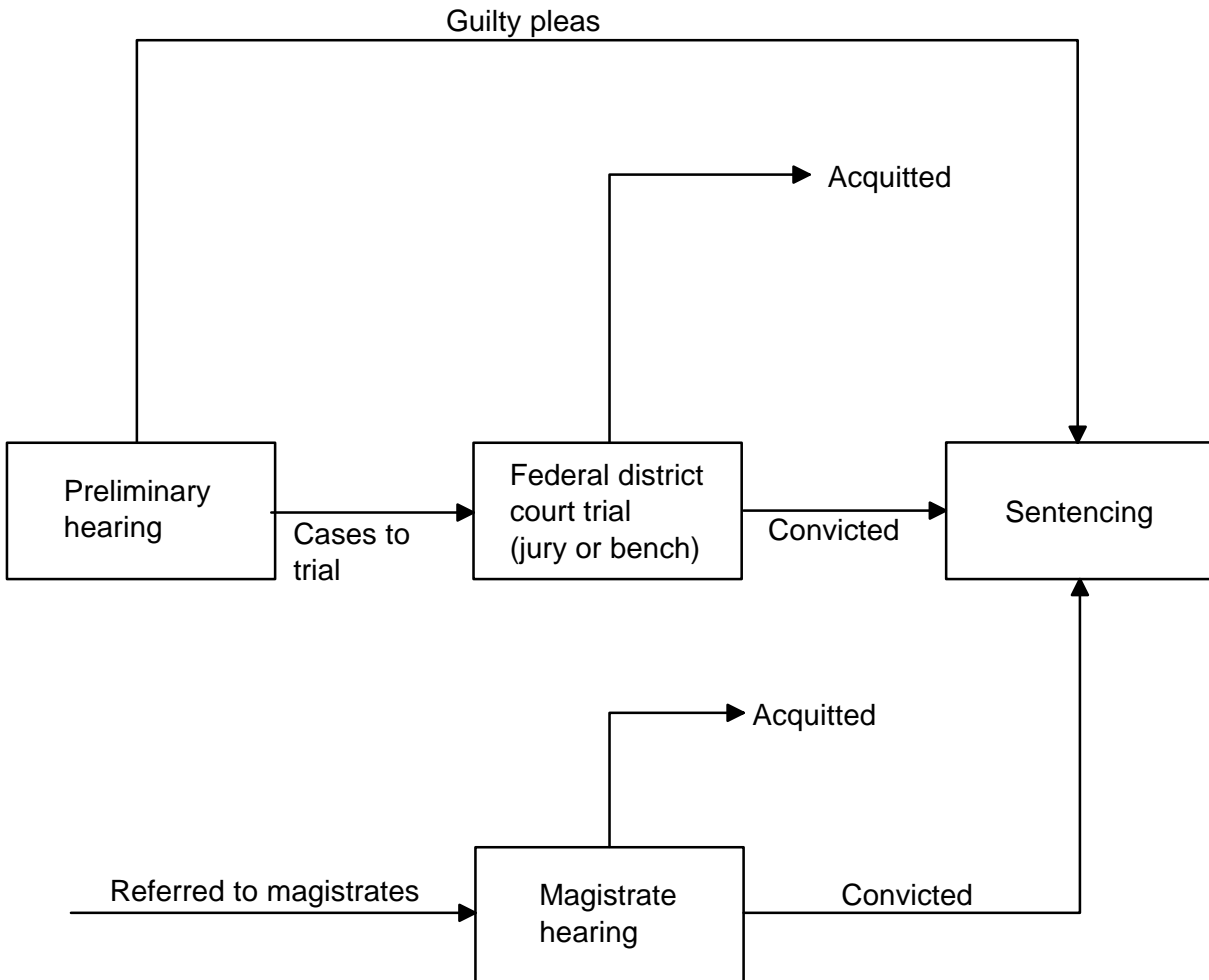 Guilty pleas
Acquitted
Preliminary
hearing
Cases to
trial
Federal district
court trial
(jury or bench)
Convicted
Sentencing
Acquitted
Referred to magistrates
Magistrate
hearing
Convicted